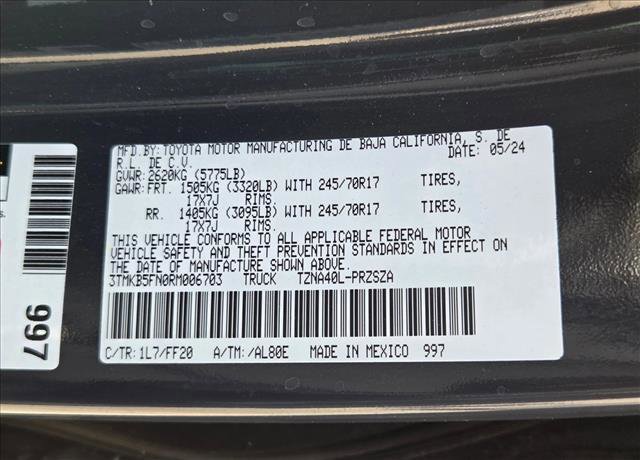 MFD.BY: TOYOTA MOTOR MANUFACTURING DE BAJA CALIFORNIA, S. DE
R.L. DE C.V. DATE: 05/24
GVWR: 2620KG (5775LB)
GAWR: FRT. 1505KG (3320LB) WITH 245/70R17 TIRES,
17X7J RIMS.
RR. 1405KG (3095LB) WITH 245/70R17 TIRES,
17X7J RIMS.
THIS VEHICLE CONFORMS TO ALL APPLICABLE FEDERAL MOTOR
VEHICLE SAFETY AND THEFT PREVENTION STANDARDS IN EFFECT ON
THE DATE OF MANUFACTURE SHOWN ABOVE.
3TMKB5FN0RM006703 TRUCK TZNA40L-PRZSZA
C/TR: 1L7/FF20 A/TM: /AL80E MADE IN MEXICO 997
997